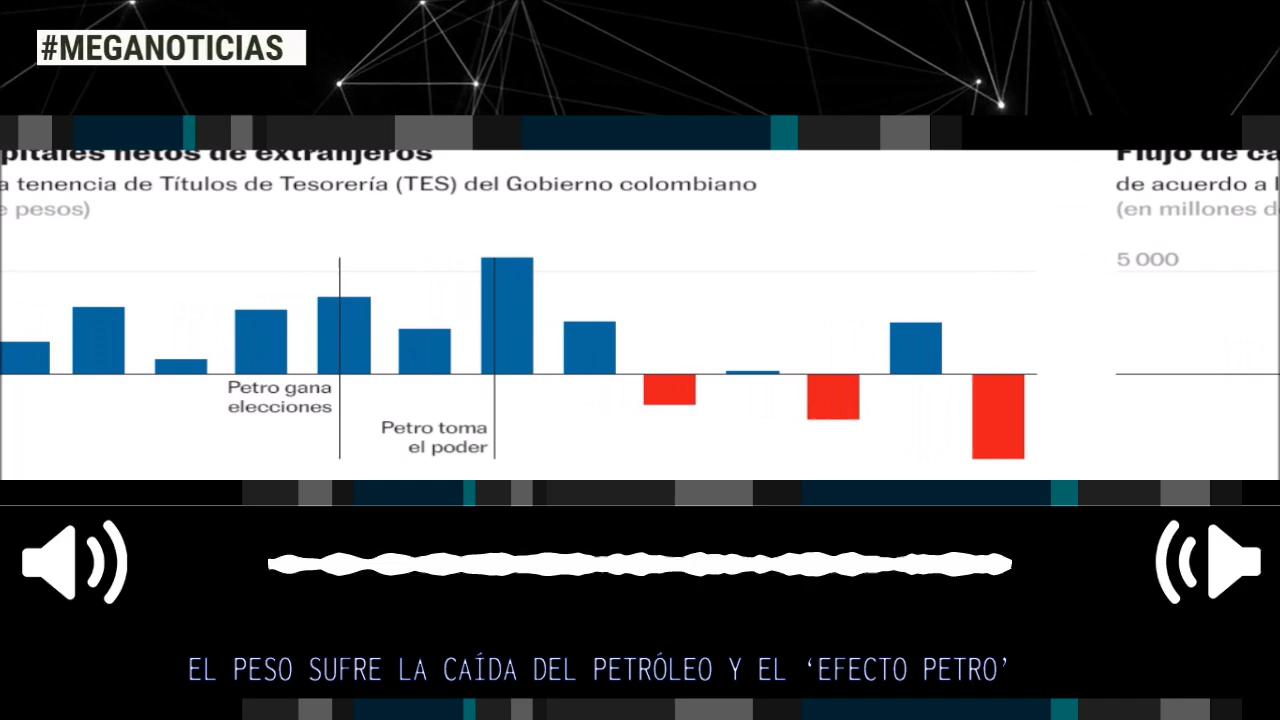 #MEGANOTICIAS
pitales netos de extranjeros
a tenencia de Títulos de Tesorería (TES) del Gobierno colombiano
e pesos)
Petro gana
elecciones
Petro toma
el poder
Flujo de ca
de acuerdo a l
(en millones d
5 000
EL PESO SUFRE LA CAÍDA DEL PETRÓLEO Y EL ‘EFECTO PETRO’